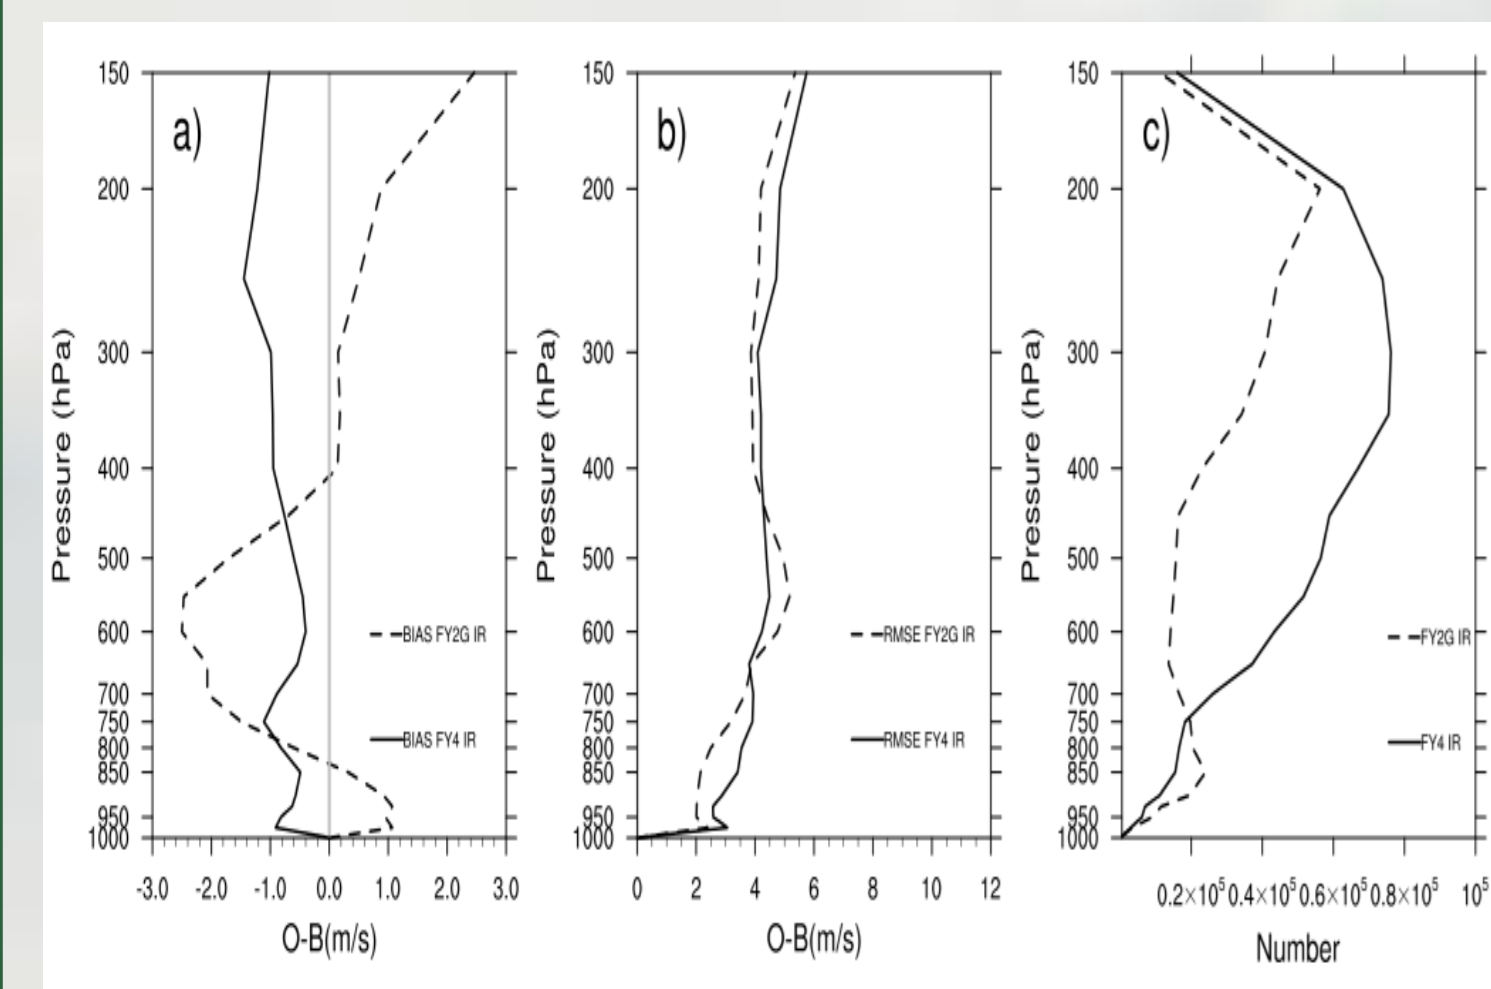 a)
150
200
300
400
500
600
700
750
800
850
950
1000
Pressure (hPa)
BIAS FY2G IR
BIAS FY4 IR
-3.0 -2.0 -1.0 0.0 1.0 2.0 3.0
O-B(m/s)
b)
150
200
300
400
500
600
700
750
800
850
950
1000
Pressure (hPa)
RMSE FY2G IR
RMSE FY4 IR
0 2 4 6 8 10 12
O-B(m/s)
c)
150
200
300
400
500
600
700
750
800
850
950
1000
Pressure (hPa)
FY2G IR
FY4 IR
0.2×10⁵ 0.4×10⁵ 0.6×10⁵ 0.8×10⁵ 10⁵
Number